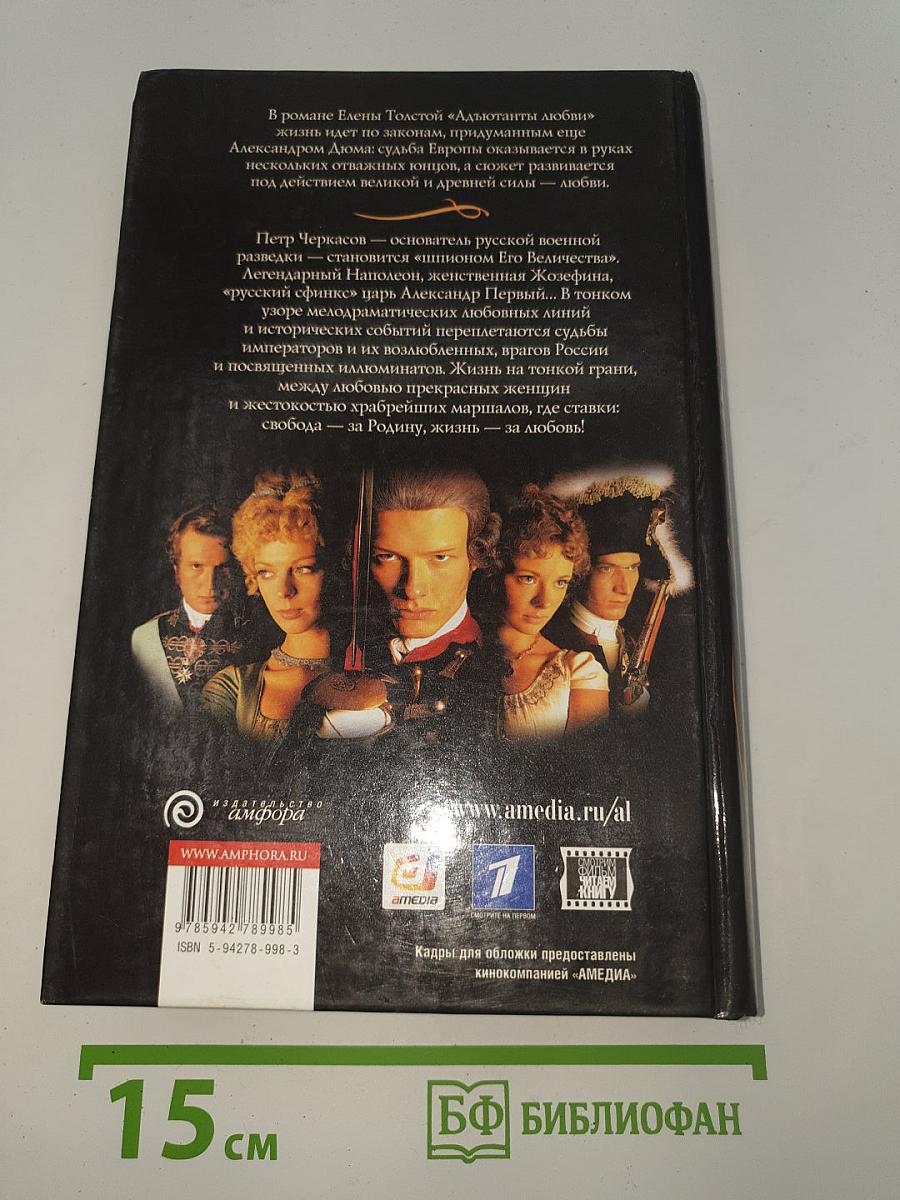 В романе Елены Толстой «Адъютанты любви»
жизнь идет по законам, придуманным еще
Александром Дюма: судьба Европы оказывается в руках
нескольких отважных юнцов, а сюжет развивается
под действием великой и древней силы — любви.
Петр Черкасов — основатель русской военной
разведки — становится «шпионом Его Величества».
Легендарный Наполеон, женственная Жозефина,
«русский сфинкс» царь Александр Первый... В тонком
узоре мелодраматических любовных линий
и исторических событий переплетаются судьбы
императоров и их возлюбленных, врагов России
и посвященных иллюминатов. Жизнь на тонкой грани,
между любовью прекрасных женщин
и жестокостью храбрейших маршалов, где ставки:
свобода — за Родину, жизнь — за любовь!
издательство
амфора
www.amedia.ru/al
WWW.AMPHORA.RU
9785942789985
ISBN 5-94278-998-3
амедіа
1
СМОТРИТЕ НА ПЕРВОМ
СМОТРИМ
ФИЛЬМ
ЧИТАЕМ
КНИГУ
Кадры для обложки предоставлены
кинокомпанией «АМЕДИА»
15 см
БФ БИБЛИОФАН